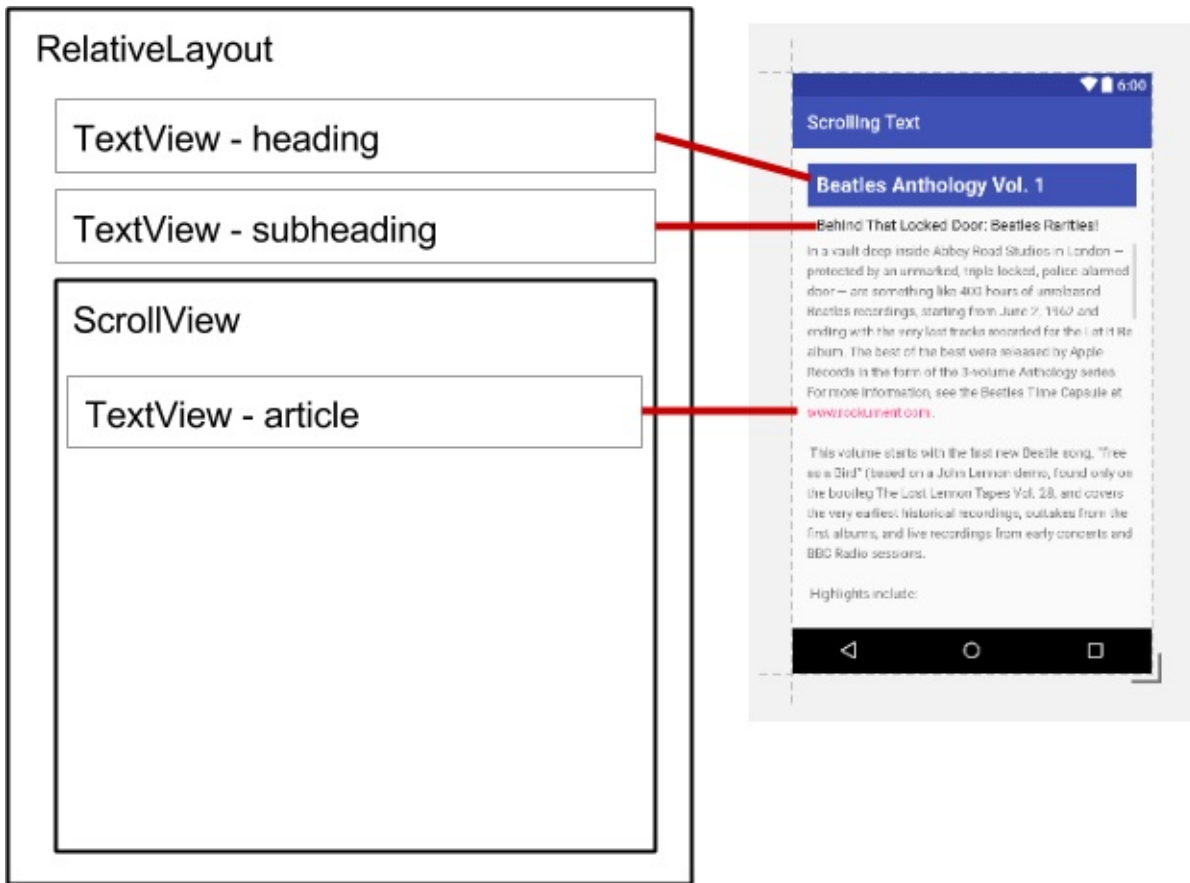 RelativeLayout
TextView - heading
TextView - subheading
ScrollView
TextView - article
6:00
Scrolling Text
Beatles Anthology Vol. 1
Behind That Locked Door: Beatles Rarities!
In a vault deep inside Abbey Road Studios in London —
protected by an unmarked, triple locked, police alarmed
door — are something like 400 hours of unreleased
Beatles recordings, starting from June 2, 1962 and
ending with the very last tracks recorded for the Let It Be
album. The best of the best were released by Apple
Records in the form of the 3-volume Anthology series.
For more information, see the Beatles Time Capsule at
www.rockument.com.
This volume starts with the first new Beatle song, "Free
as a Bird" (based on a John Lennon demo, found only on
the bootleg The Lost Lennon Tapes Vol. 28, and covers
the very earliest historical recordings, outtakes from the
first albums, and live recordings from early concerts and
BBC Radio sessions.
Highlights include: